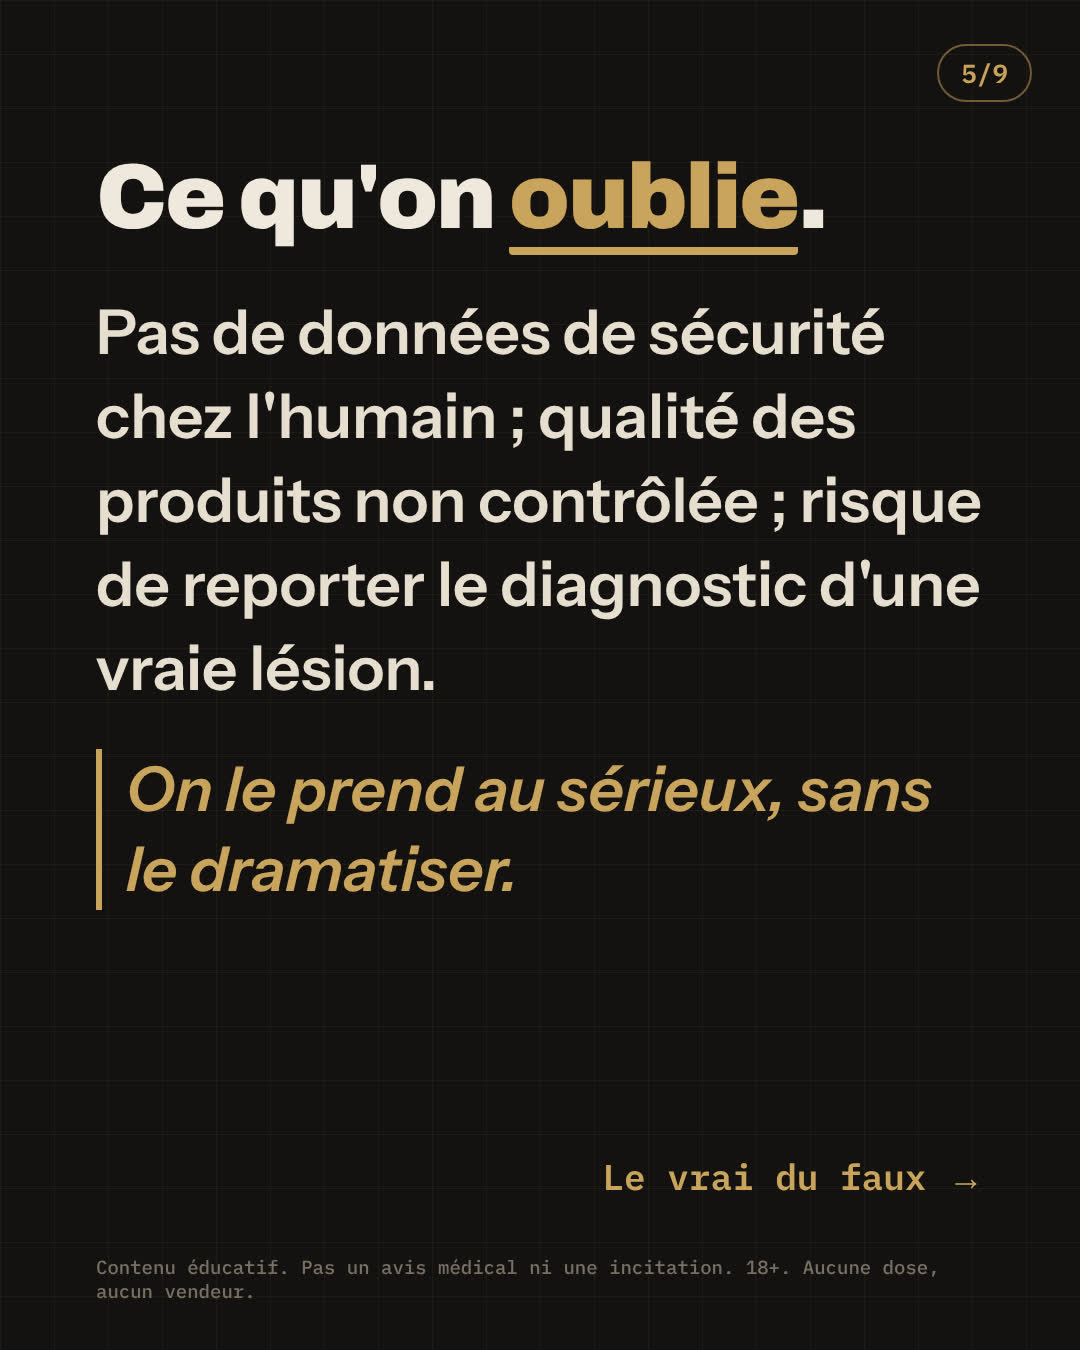 5/9
Ce qu'on oublie.
Pas de données de sécurité
chez l'humain ; qualité des
produits non contrôlée ; risque
de reporter le diagnostic d'une
vraie lésion.
On le prend au sérieux, sans
le dramatiser.
Le vrai du faux →
Contenu éducatif. Pas un avis médical ni une incitation. 18+. Aucune dose,
aucun vendeur.